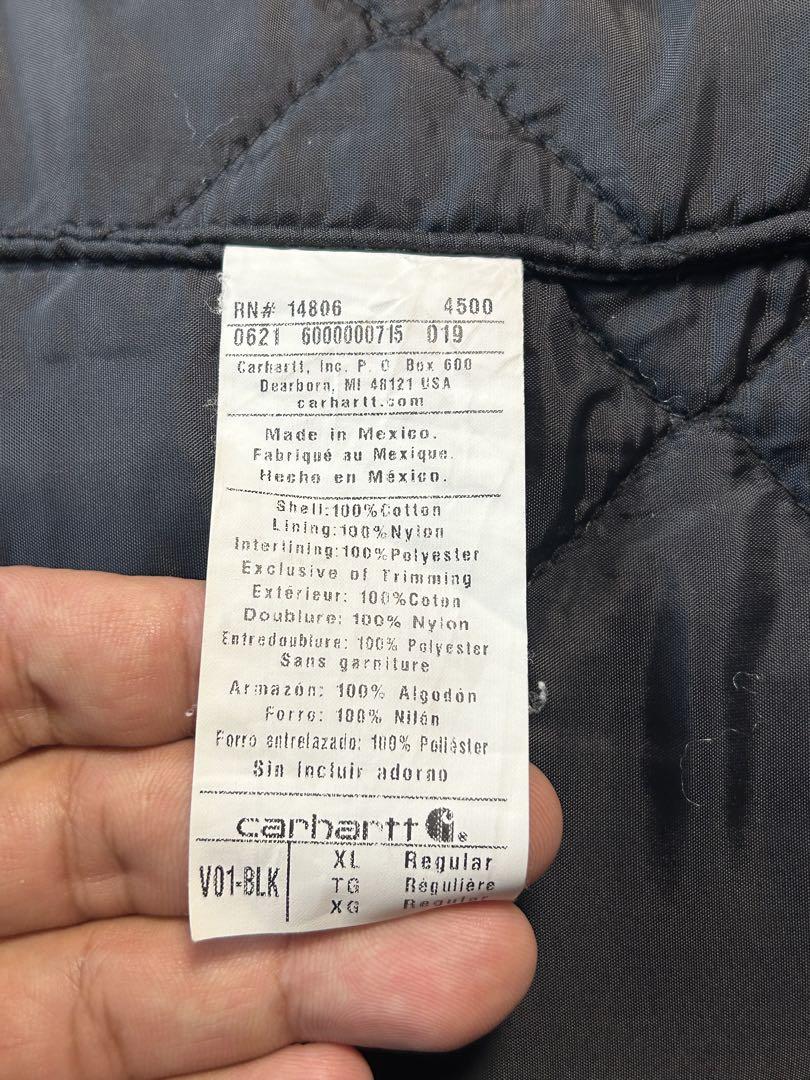 RN# 14806 4500
0621 6000000715 019
Carhartt, Inc. P. O Box 600
Dearborn, MI 48121 USA
carhartt.com
Made in Mexico.
Fabriqué au Mexique.
Hecho en México.
Shell:100%Cotton
Lining:100%Nylon
Interlining:100%Polyester
Exclusive of Trimming
Extérieur: 100%Coton
Doublure: 100% Nylon
Entredoublure: 100% Polyester
Sans garniture
Armazón: 100% Algodón
Forro: 100% Nilón
Forro entrelazado: 100% Poliéster
Sin incluir adorno
carhartt
V01-BLK XL Regular
TG Régulière
XG Regular